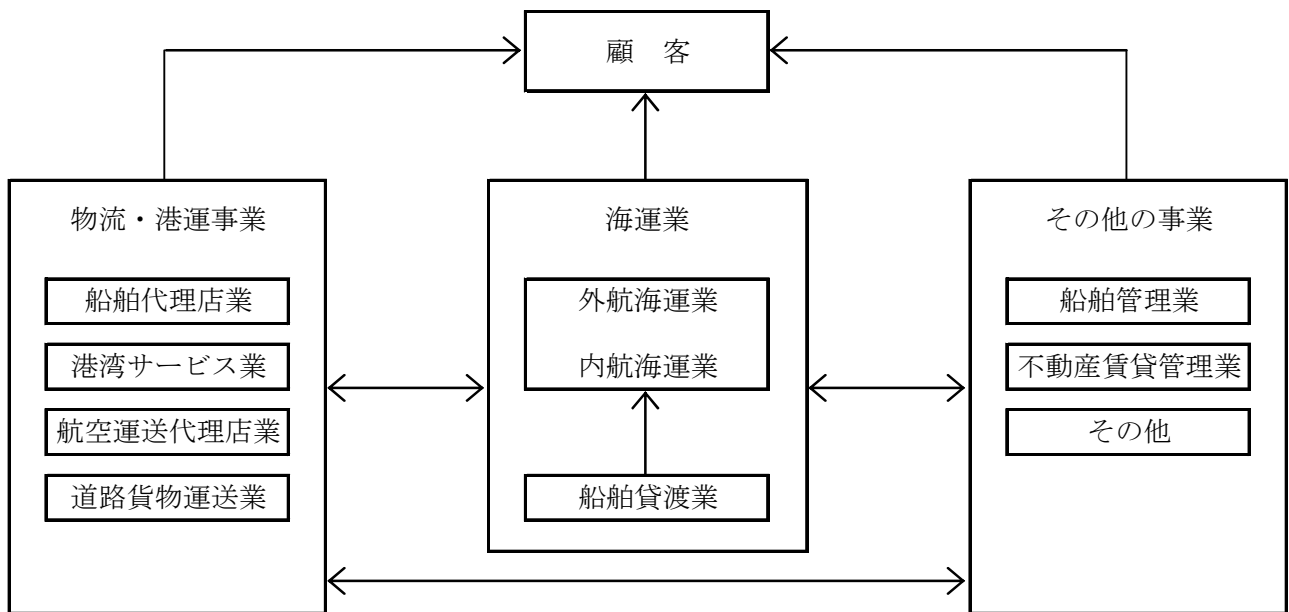 顧 客
物流・港運事業
船舶代理店業
港湾サービス業
航空運送代理店業
道路貨物運送業
海運業
外航海運業
内航海運業
船舶貸渡業
その他の事業
船舶管理業
不動産賃貸管理業
その他